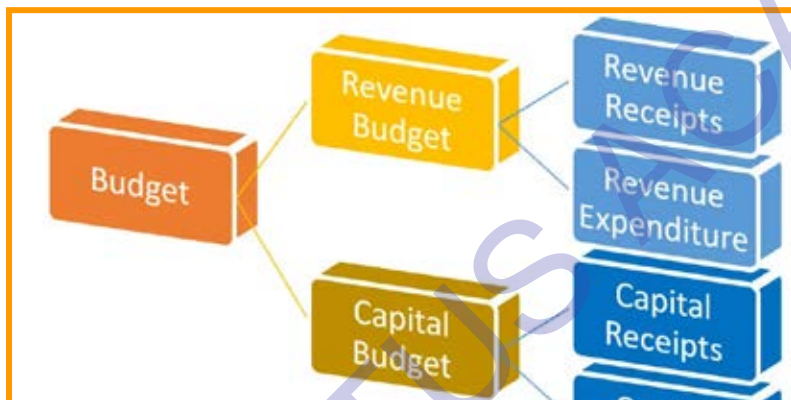 Budget
Revenue
Budget
Revenue
Receipts
Revenue
Expenditure
Capital
Budget
Capital
Receipts